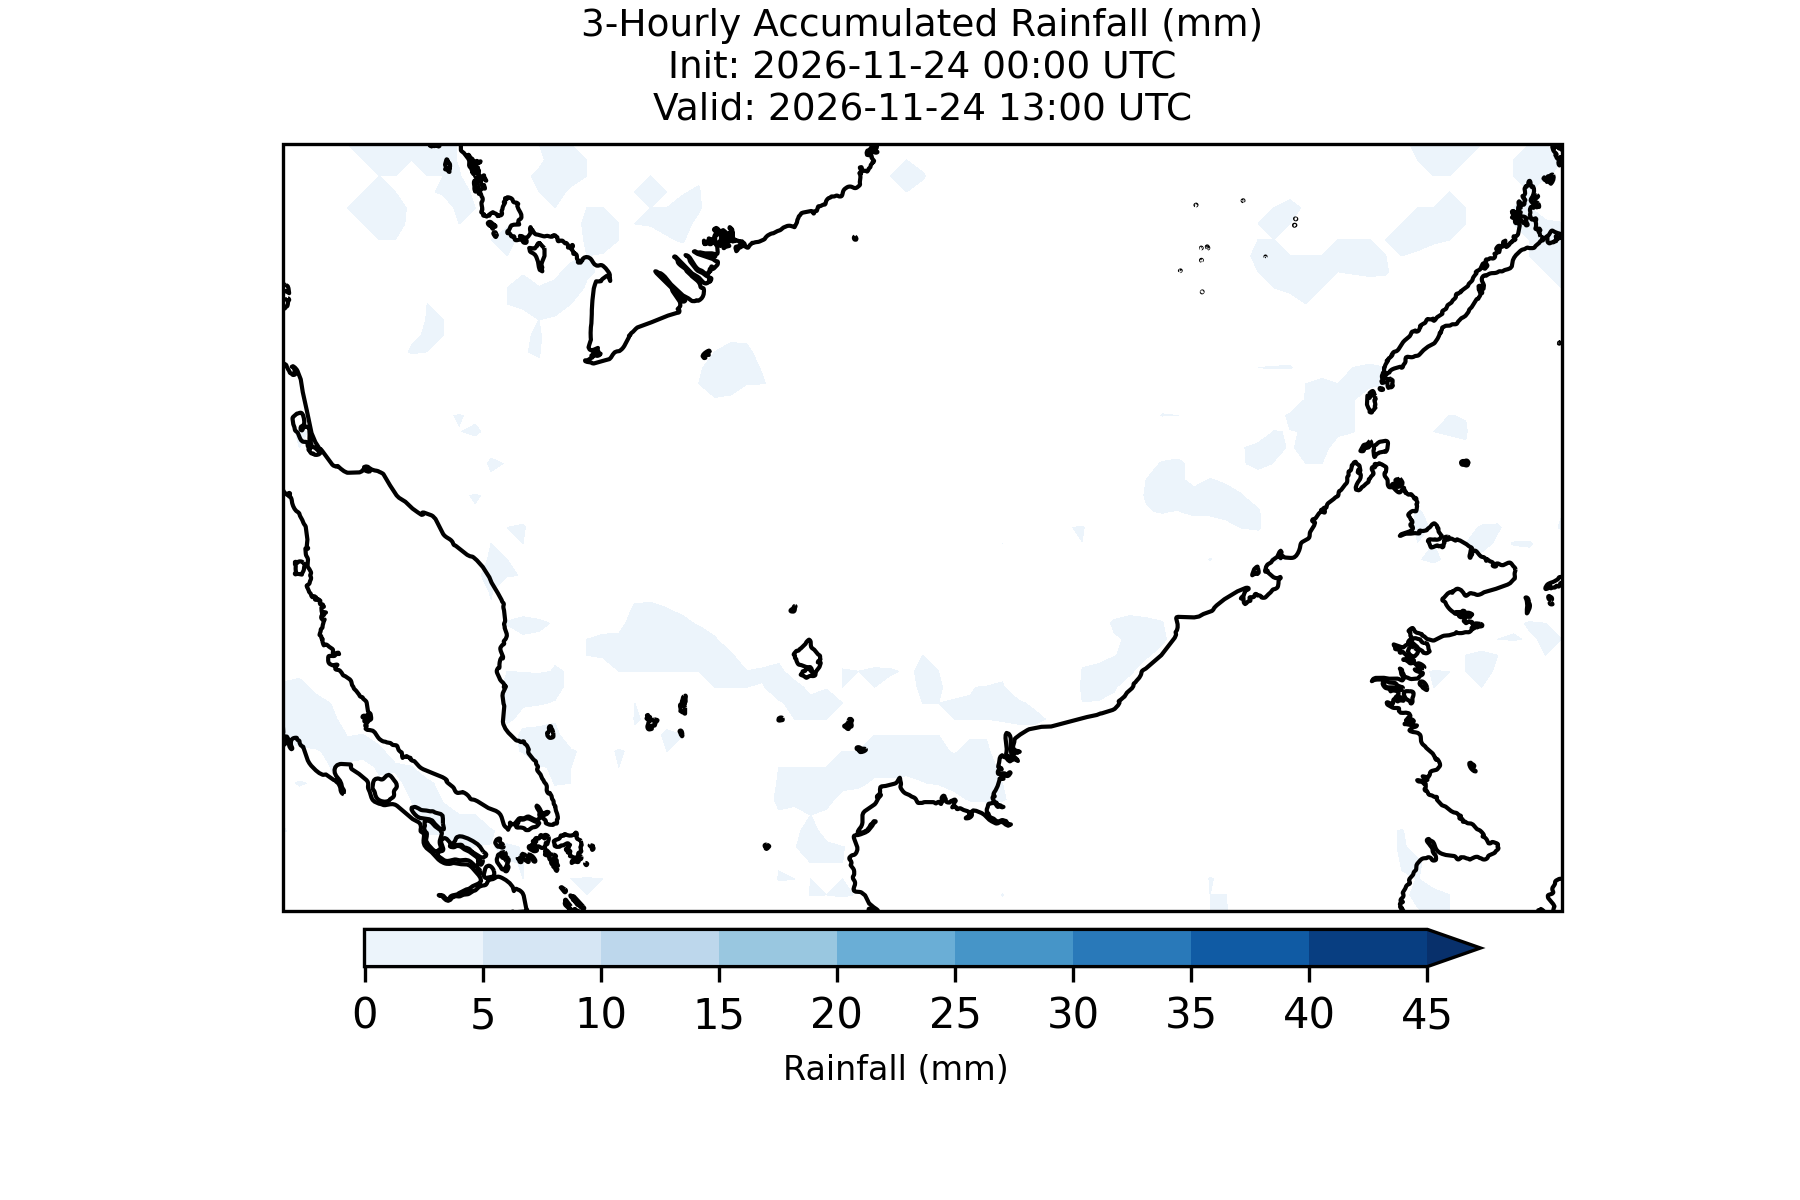 3-Hourly Accumulated Rainfall (mm)
Init: 2026-11-24 00:00 UTC
Valid: 2026-11-24 13:00 UTC
0 5 10 15 20 25 30 35 40 45
Rainfall (mm)